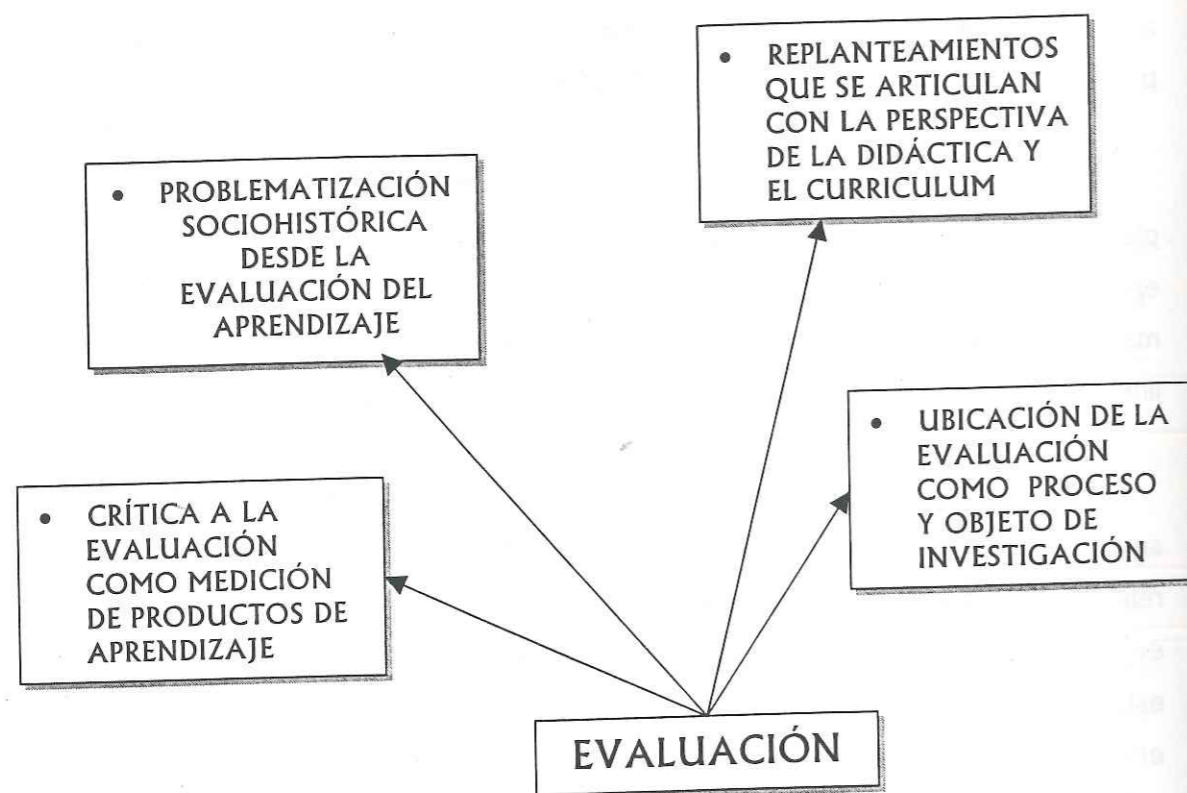 • REPLANTEAMIENTOS
QUE SE ARTICULAN
CON LA PERSPECTIVA
DE LA DIDÁCTICA Y
EL CURRICULUM
• PROBLEMATIZACIÓN
SOCIOHISTÓRICA
DESDE LA
EVALUACIÓN DEL
APRENDIZAJE
• UBICACIÓN DE LA
EVALUACIÓN
COMO PROCESO
Y OBJETO DE
INVESTIGACIÓN
• CRÍTICA A LA
EVALUACIÓN
COMO MEDICIÓN
DE PRODUCTOS DE
APRENDIZAJE
EVALUACIÓN